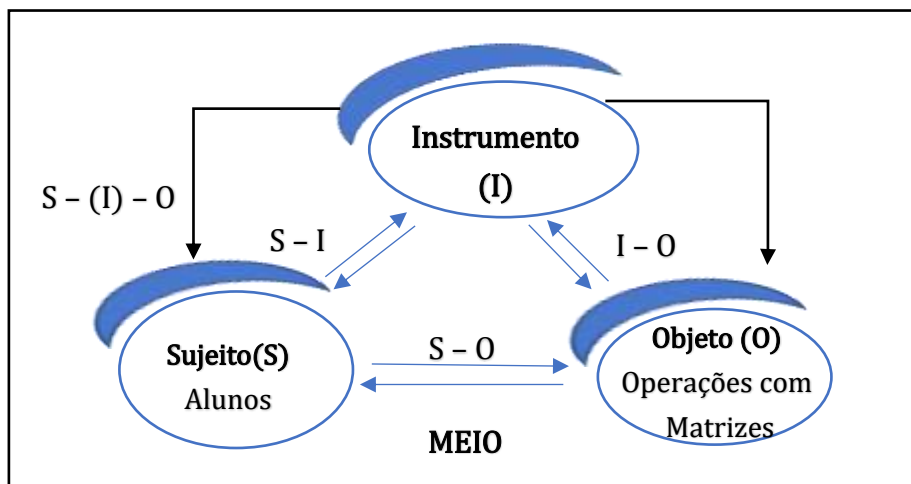 Instrumento
(I)
S – (I) – O
S – I
I – O
Sujeito(S)
Alunos
S – O
Objeto (O)
Operações com
Matrizes
MEIO